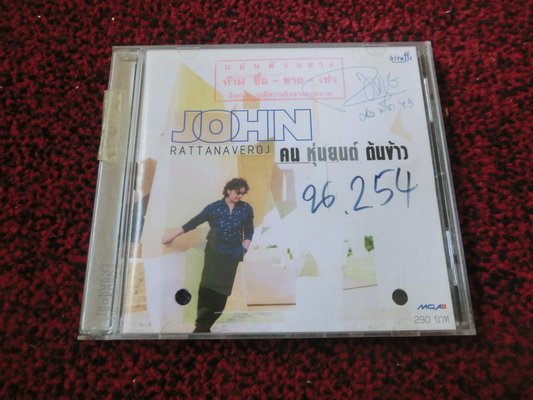 แผ่นตัวอย่าง
ห้าม ซื้อ - ขาย - เช่า
Giraffe
JOHN
RATTANAVEROJ
คน หุ่นยนต์ ต้นข้าว
96.254
MGA
290 บาท